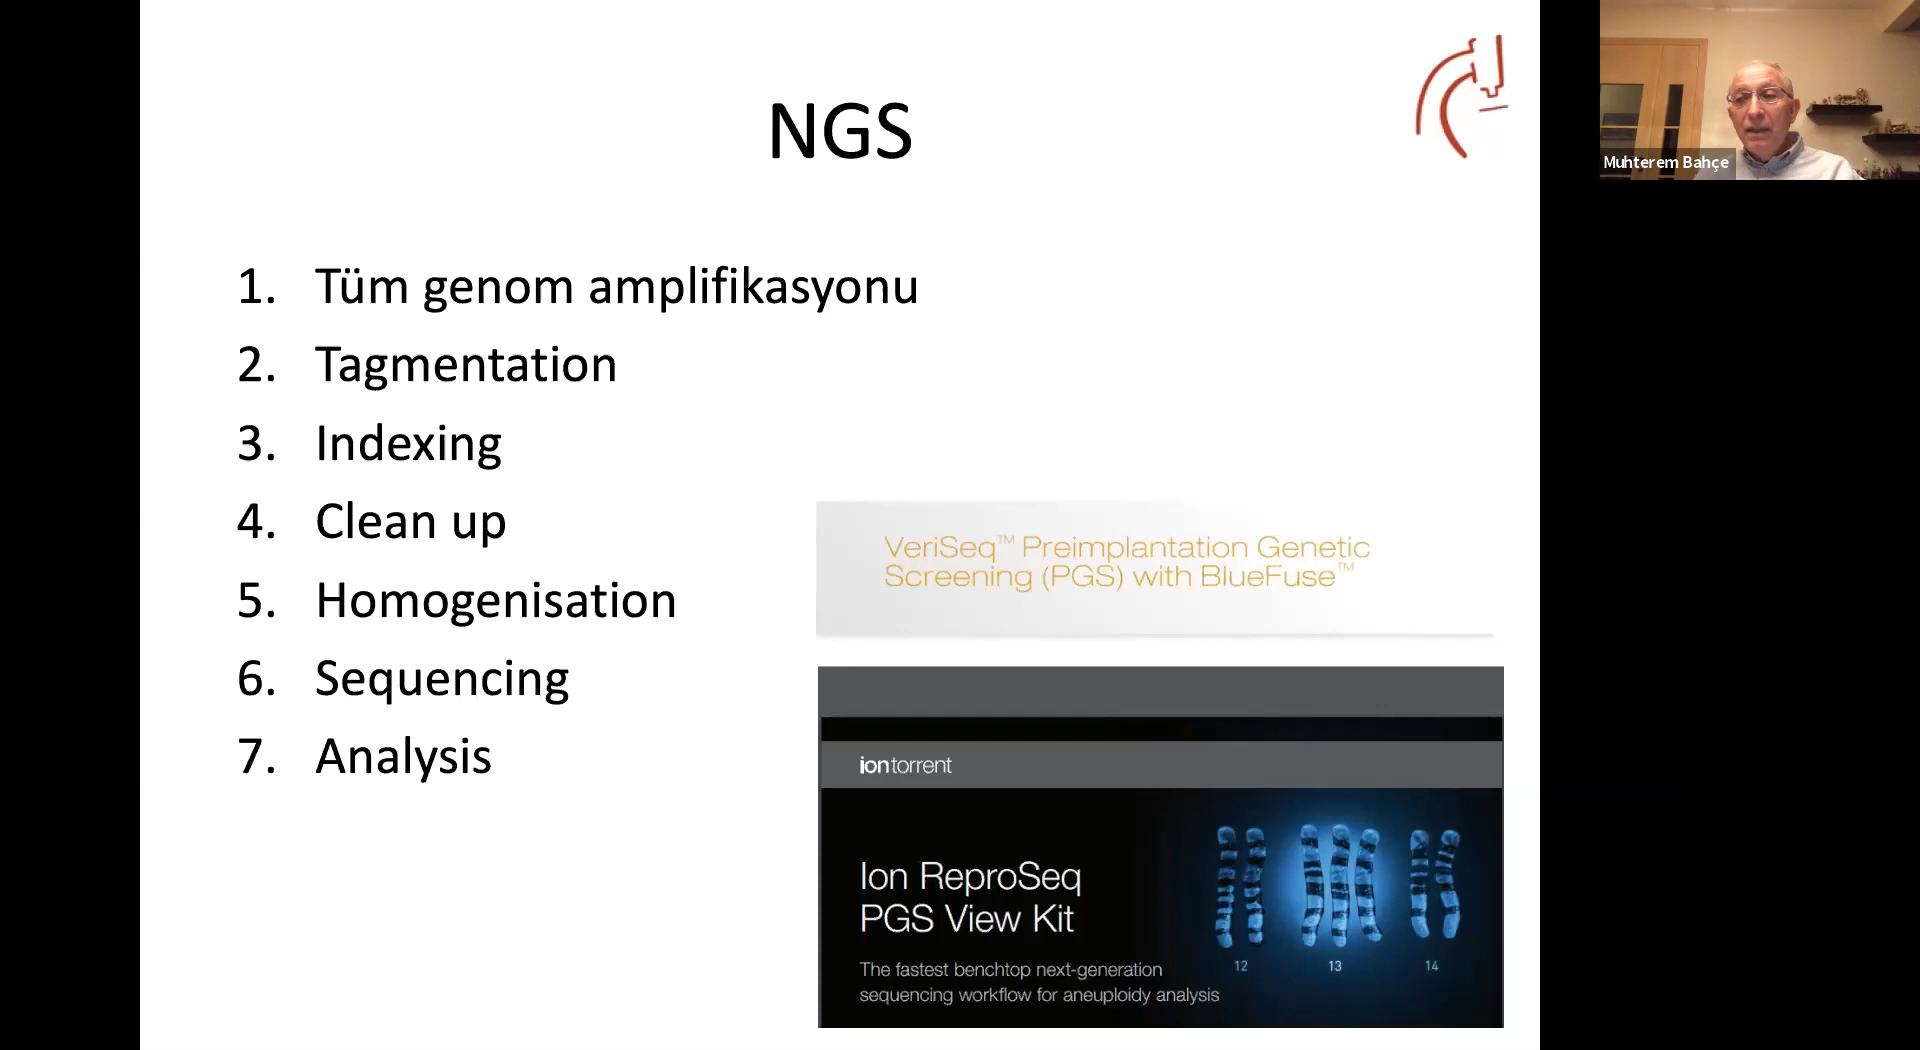 NGS
1. Tüm genom amplifikasyonu
2. Tagmentation
3. Indexing
4. Clean up
5. Homogenisation
6. Sequencing
7. Analysis
VeriSeq™ Preimplantation Genetic
Screening (PGS) with BlueFuse™
iontorrent
Ion ReproSeq
PGS View Kit
The fastest benchtop next-generation
sequencing workflow for aneuploidy analysis
12 13 14
Muhterem Bahçe